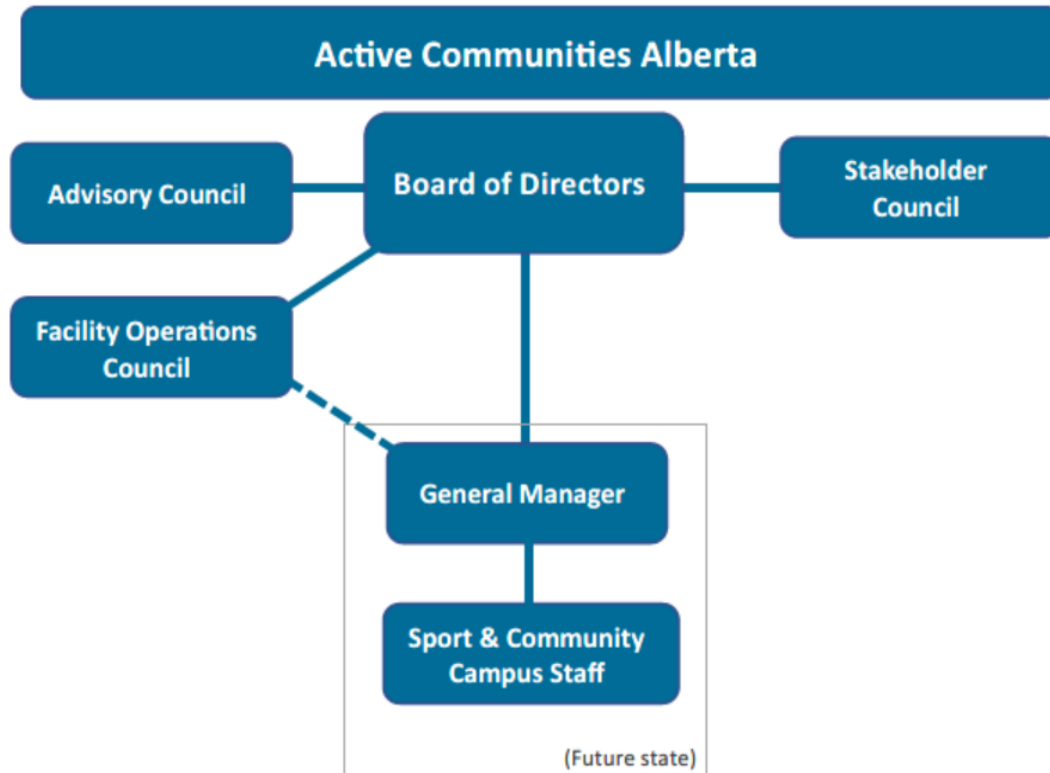 Active Communities Alberta
Advisory Council
Board of Directors
Stakeholder
Council
Facility Operations
Council
General Manager
Sport & Community
Campus Staff
(Future state)